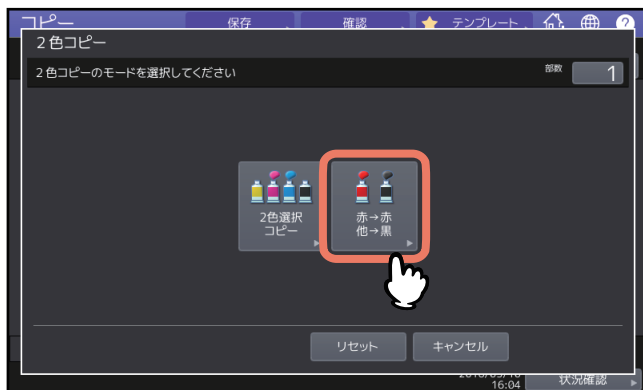 コピー 保存 確認 テンプレート ?
2色コピー
2色コピーのモードを選択してください 部数 1
2色選択
コピー
赤→赤
他→黒
リセット キャンセル
16:04 状況確認